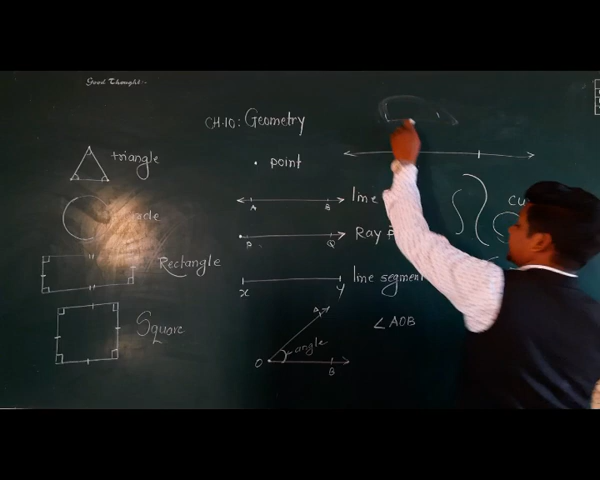 Good Thought:-
CH-10: Geometry
triangle
point
A B line
P Q Ray
Rectangle
X Y line segment
Square
A
angle
O B
∠AOB